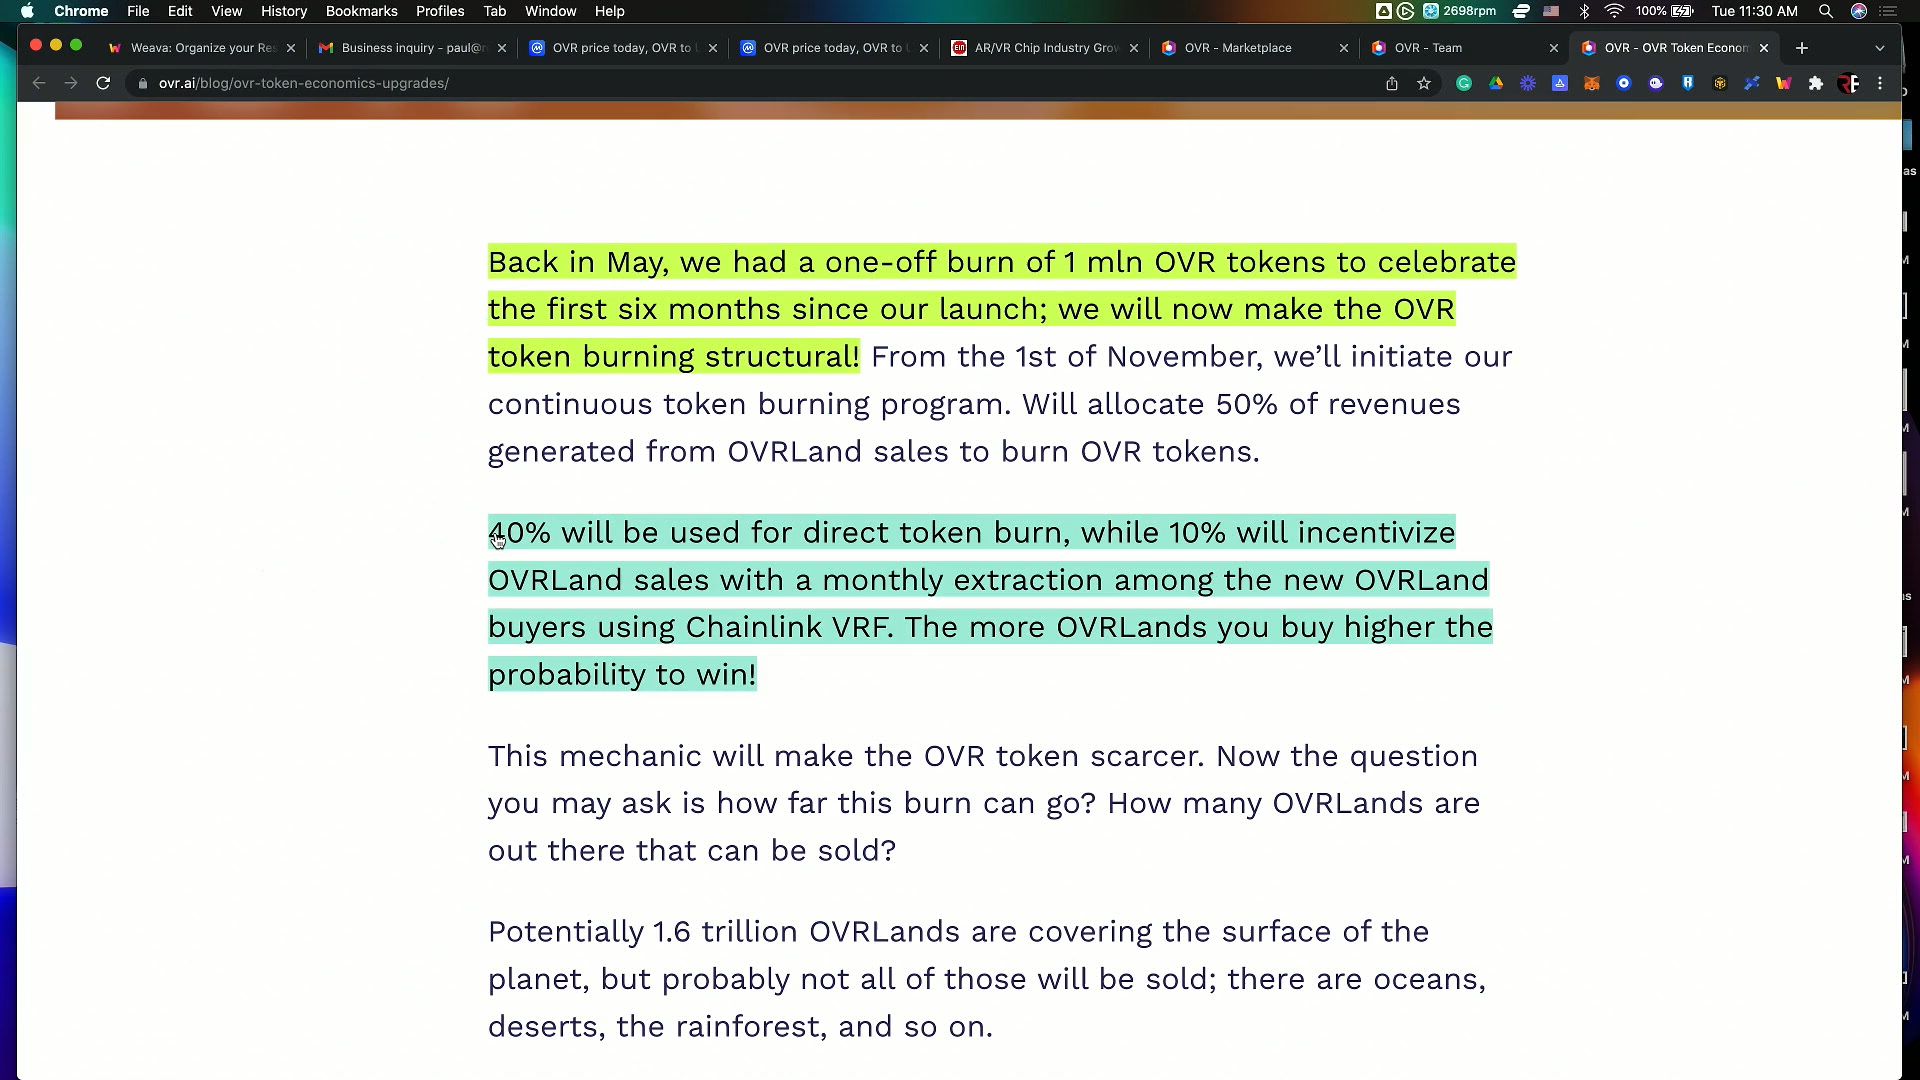 Chrome File Edit View History Bookmarks Profiles Tab Window Help 2698rpm 100% Tue 11:30 AM
Weava: Organize your Res Business inquiry - paul@r OVR price today, OVR to OVR price today, OVR to AR/VR Chip Industry Grow OVR - Marketplace OVR - Team OVR - OVR Token Econom
ovr.ai/blog/ovr-token-economics-upgrades/
Back in May, we had a one-off burn of 1 mln OVR tokens to celebrate
the first six months since our launch; we will now make the OVR
token burning structural! From the 1st of November, we’ll initiate our
continuous token burning program. Will allocate 50% of revenues
generated from OVRLand sales to burn OVR tokens.
40% will be used for direct token burn, while 10% will incentivize
OVRLand sales with a monthly extraction among the new OVRLand
buyers using Chainlink VRF. The more OVRLands you buy higher the
probability to win!
This mechanic will make the OVR token scarcer. Now the question
you may ask is how far this burn can go? How many OVRLands are
out there that can be sold?
Potentially 1.6 trillion OVRLands are covering the surface of the
planet, but probably not all of those will be sold; there are oceans,
deserts, the rainforest, and so on.